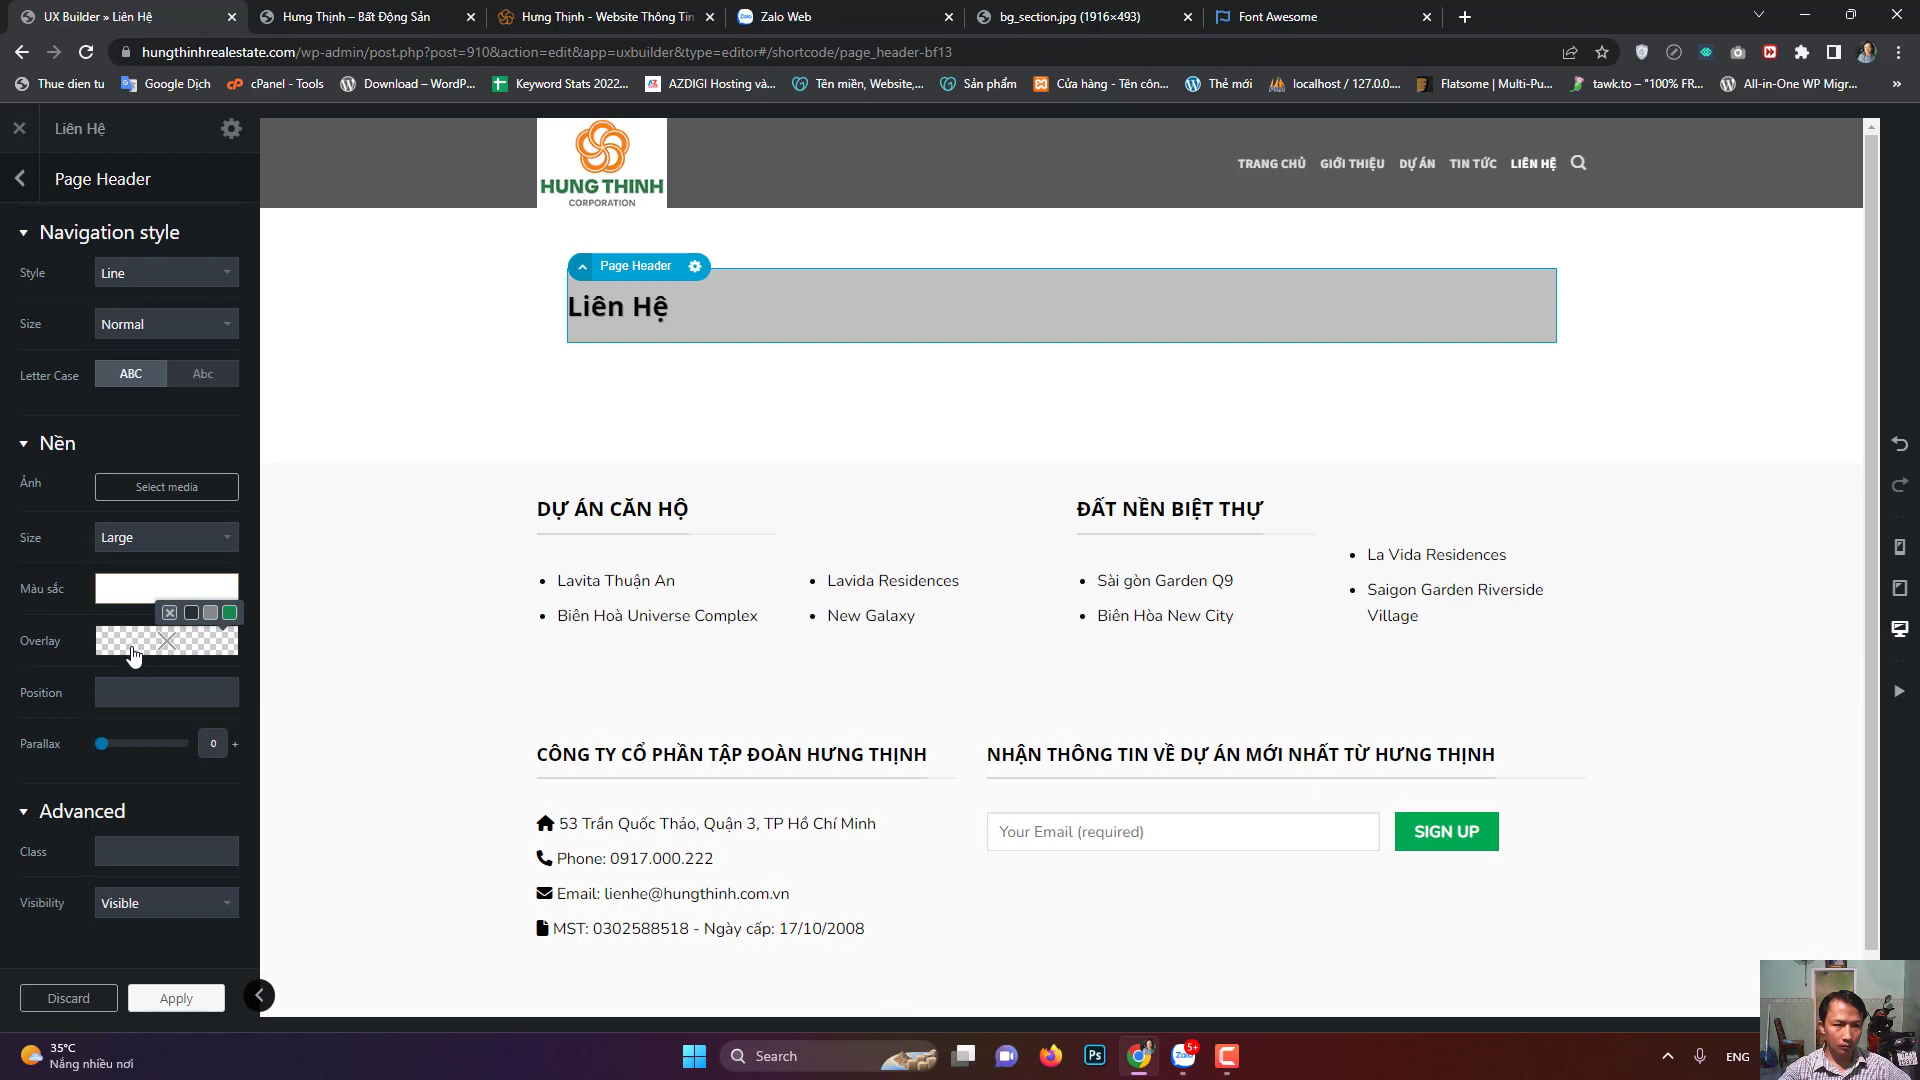 UX Builder » Liên Hệ
Hưng Thịnh – Bất Động Sản
Hưng Thịnh - Website Thông Tin
Zalo Web
bg_section.jpg (1916×493)
Font Awesome
hungthinhrealestate.com/wp-admin/post.php?post=910&action=edit&app=uxbuilder&type=editor#/shortcode/page_header-bf13
Thue dien tu
Google Dịch
cPanel - Tools
Download – WordP...
Keyword Stats 2022...
AZDIGI Hosting và...
Tên miền, Website,...
Sản phẩm
Cửa hàng - Tên côn...
Thẻ mới
localhost / 127.0.0....
Flatsome | Multi-Pu...
tawk.to – "100% FR...
All-in-One WP Migr...
»
Liên Hệ
Page Header
Navigation style
Style
Line
Size
Normal
Letter Case
ABC
Abc
Nền
Ảnh
Select media
Size
Large
Màu sắc
Overlay
Position
Parallax
0
+
Advanced
Class
Visibility
Visible
Discard
Apply
HUNG THINH
CORPORATION
TRANG CHỦ
GIỚI THIỆU
DỰ ÁN
TIN TỨC
LIÊN HỆ
Page Header
Liên Hệ
DỰ ÁN CĂN HỘ
• Lavita Thuận An
• Biên Hoà Universe Complex
• Lavida Residences
• New Galaxy
ĐẤT NỀN BIỆT THỰ
• Sài gòn Garden Q9
• Biên Hòa New City
• La Vida Residences
• Saigon Garden Riverside
Village
CÔNG TY CỔ PHẦN TẬP ĐOÀN HƯNG THỊNH
53 Trần Quốc Thảo, Quận 3, TP Hồ Chí Minh
Phone: 0917.000.222
Email: lienhe@hungthinh.com.vn
MST: 0302588518 - Ngày cấp: 17/10/2008
NHẬN THÔNG TIN VỀ DỰ ÁN MỚI NHẤT TỪ HƯNG THỊNH
Your Email (required)
SIGN UP
35°C
Nắng nhiều nơi
Search
Ps
Zalo
5+
ENG